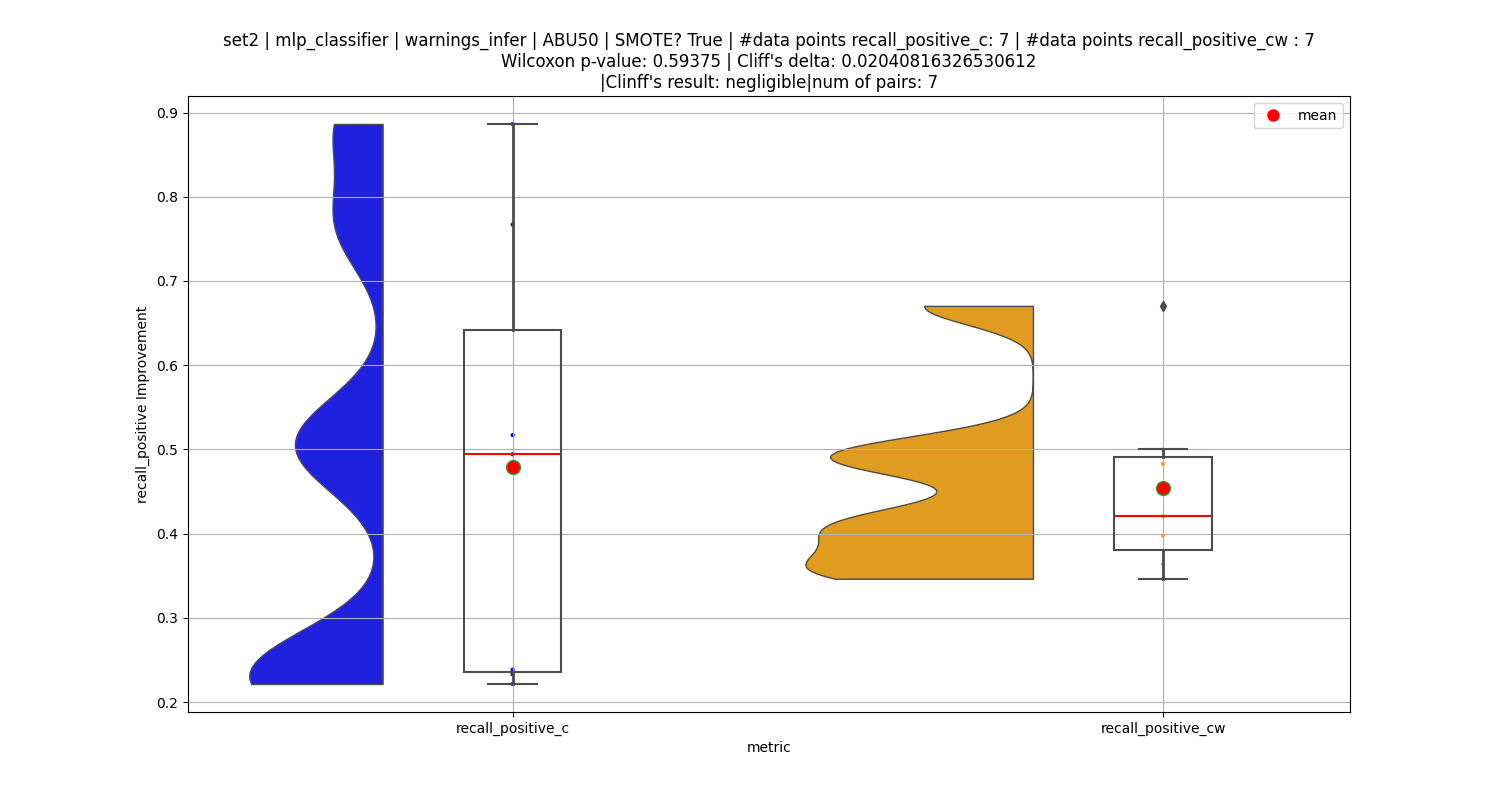 set2 | mlp_classifier | warnings_infer | ABU50 | SMOTE? True | #data points recall_positive_c: 7 | #data points recall_positive_cw : 7
Wilcoxon p-value: 0.59375 | Cliff's delta: 0.02040816326530612
|Clinff's result: negligible|num of pairs: 7
mean
0.9
0.8
0.7
0.6
0.5
0.4
0.3
0.2
recall_positive Improvement
recall_positive_c
recall_positive_cw
metric